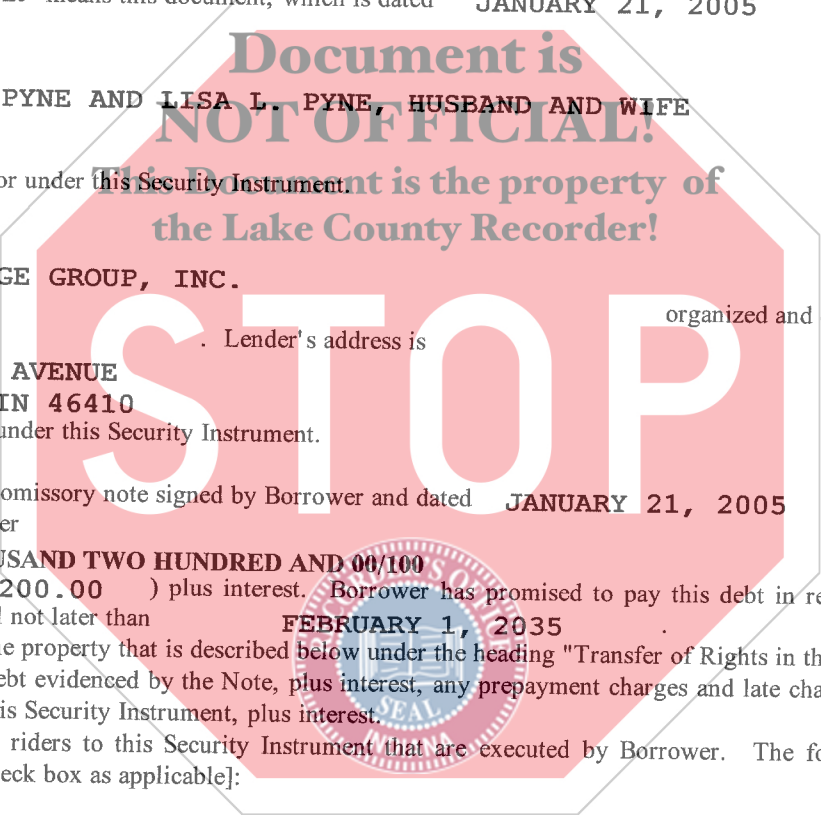 means this document, which is dated JANUARY 21, 2005
Document is
PYNE AND LISA L. PYNE, HUSBAND AND WIFE
NOT OFFICIAL!
or under this Security Instrument.
This Document is the property of
the Lake County Recorder!
GE GROUP, INC.
organized and
. Lender's address is
STOP
AVENUE
IN 46410
under this Security Instrument.
omissory note signed by Borrower and dated JANUARY 21, 2005
er
USAND TWO HUNDRED AND 00/100
200.00 ) plus interest. Borrower has promised to pay this debt in re
not later than FEBRUARY 1, 2035 .
e property that is described below under the heading "Transfer of Rights in th
ebt evidenced by the Note, plus interest, any prepayment charges and late cha
is Security Instrument, plus interest.
riders to this Security Instrument that are executed by Borrower. The fo
eck box as applicable]:
SEAL
INDIANA